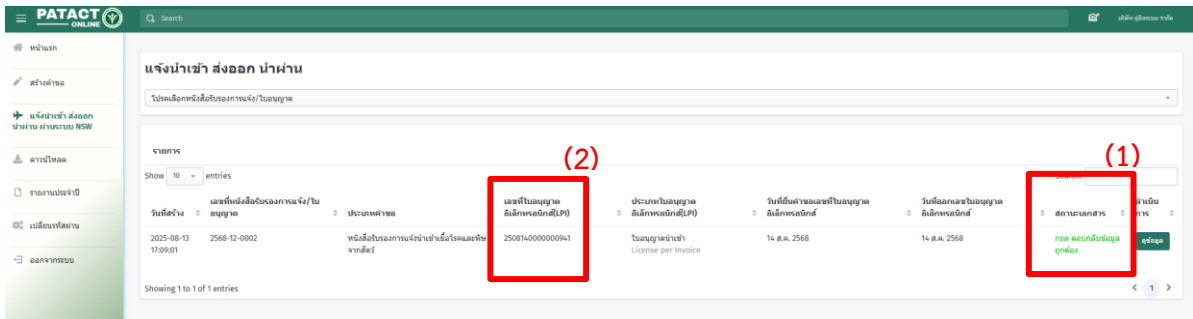 PATACT
ONLINE
Search
บริษัท คู่มือระบบ จำกัด
หน้าแรก
สร้างคำขอ
แจ้งนำเข้า ส่งออก
นำผ่าน ผ่านระบบ NSW
ดาวน์โหลด
รายงานประจำปี
เปลี่ยนรหัสผ่าน
ออกจากระบบ
แจ้งนำเข้า ส่งออก นำผ่าน
โปรดเลือกหนังสือรับรองการแจ้ง/ใบอนุญาต
รายการ
(2)
(1)
Show 10 entries
Search:
วันที่สร้าง
เลขที่หนังสือรับรองการแจ้ง/ใบ
อนุญาต
ประเภทคำขอ
เลขที่ใบอนุญาต
อิเล็กทรอนิกส์(LPI)
ประเภทใบอนุญาต
อิเล็กทรอนิกส์(LPI)
วันที่ยื่นคำขอเลขที่ใบอนุญาต
อิเล็กทรอนิกส์
วันที่ออกเลขใบอนุญาต
อิเล็กทรอนิกส์
สถานะเอกสาร
ดำเนิน
การ
2025-08-13
17:09:01
2568-12-0002
หนังสือรับรองการแจ้งนำเข้าเชื้อโรคและพิษ
จากสัตว์
2508140000000941
ใบอนุญาตนำเข้า
License per Invoice
14 ส.ค. 2568
14 ส.ค. 2568
nsw ตอบกลับข้อมูล
ถูกต้อง
ดูข้อมูล
Showing 1 to 1 of 1 entries
1